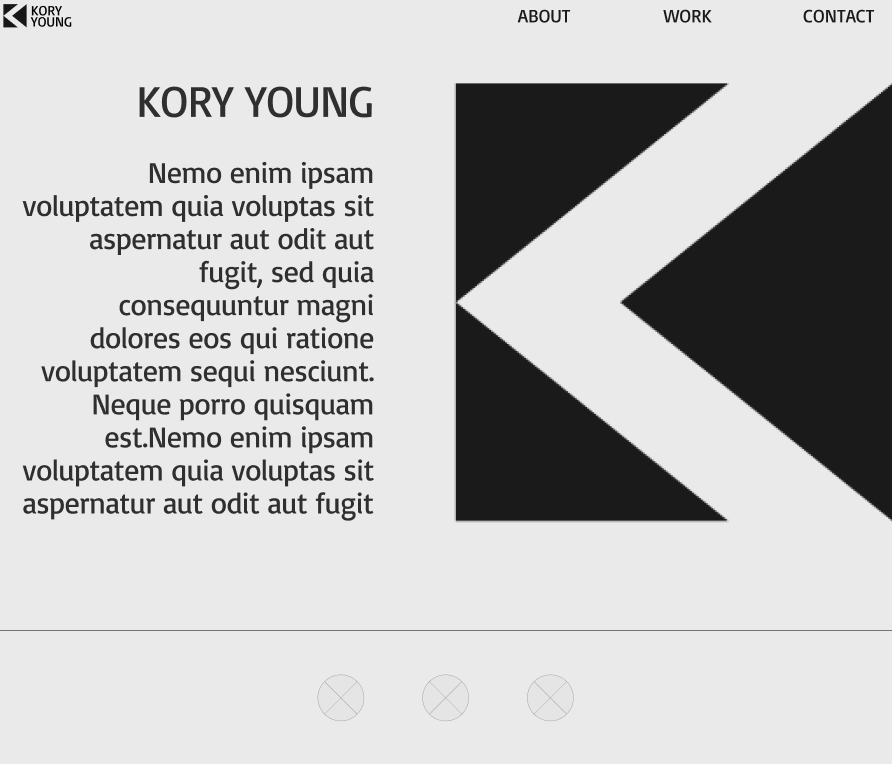 KORY
YOUNG
ABOUT
WORK
CONTACT
KORY YOUNG
Nemo enim ipsam
voluptatem quia voluptas sit
aspernatur aut odit aut
fugit, sed quia
consequuntur magni
dolores eos qui ratione
voluptatem sequi nesciunt.
Neque porro quisquam
est.Nemo enim ipsam
voluptatem quia voluptas sit
aspernatur aut odit aut fugit